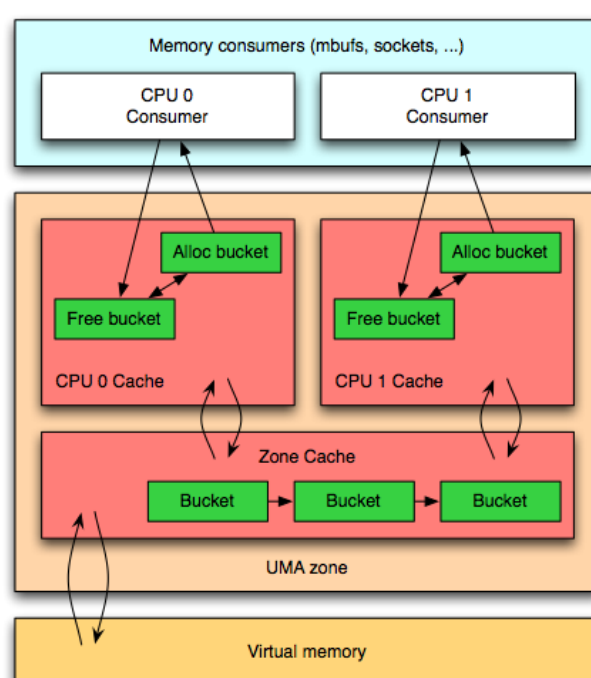 Memory consumers (mbufs, sockets, ...)
CPU 0
Consumer
CPU 1
Consumer
Alloc bucket
Free bucket
CPU 0 Cache
Alloc bucket
Free bucket
CPU 1 Cache
Zone Cache
Bucket
Bucket
Bucket
UMA zone
Virtual memory